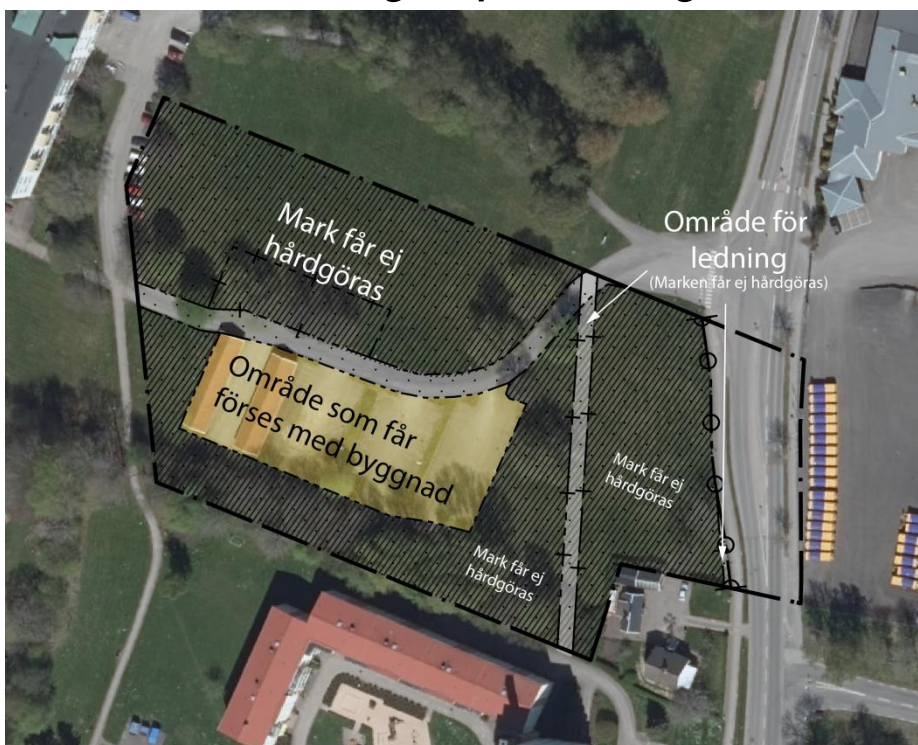 Mark får ej
hårdgöras
Område för
ledning
(Marken får ej hårdgöras)
Område som får
förses med byggnad
Mark får ej
hårdgöras
Mark får ej
hårdgöras